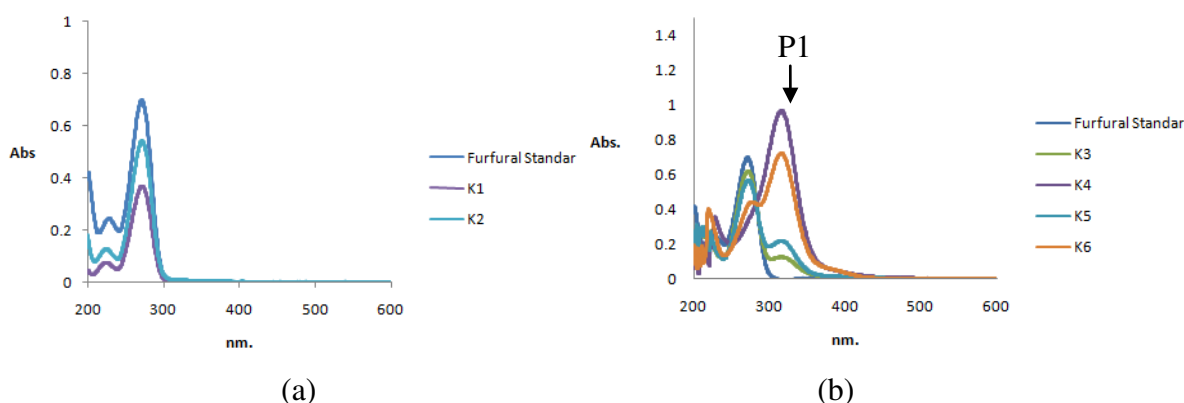 1
0.8
0.6
Abs
0.4
0.2
0
200 300 400 500 600
nm.
Furfural Standar
K1
K2
(a)
1.4
1.2
P1
1
Abs.
0.8
0.6
0.4
0.2
0
200 300 400 500 600
nm.
Furfural Standar
K3
K4
K5
K6
(b)